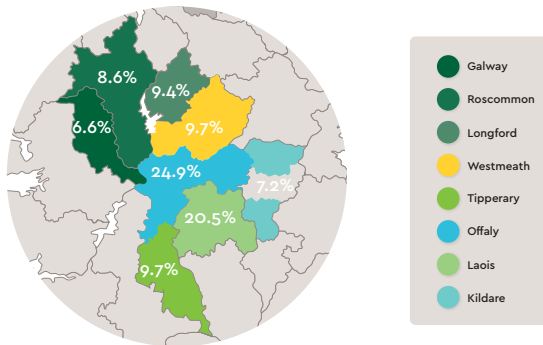 8.6%
9.4%
6.6%
9.7%
24.9%
7.2%
20.5%
9.7%
Galway
Roscommon
Longford
Westmeath
Tipperary
Offaly
Laois
Kildare